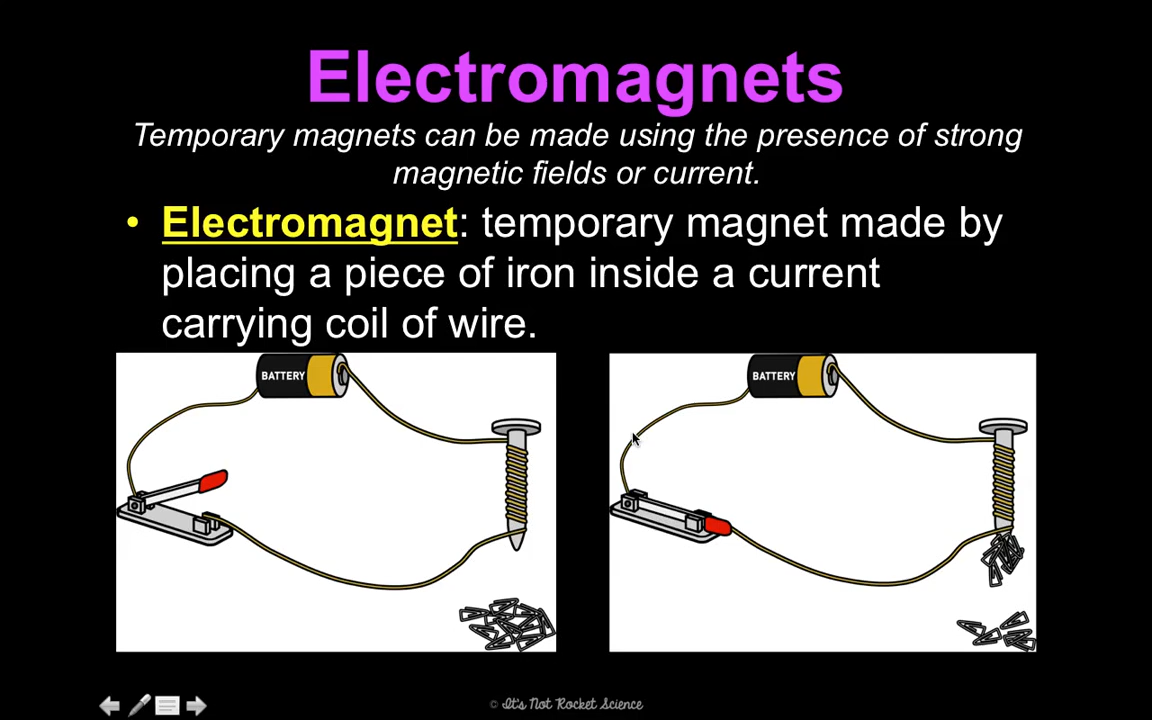 Electromagnets
Temporary magnets can be made using the presence of strong
magnetic fields or current.
• Electromagnet: temporary magnet made by
placing a piece of iron inside a current
carrying coil of wire.
BATTERY
BATTERY
© It's Not Rocket Science